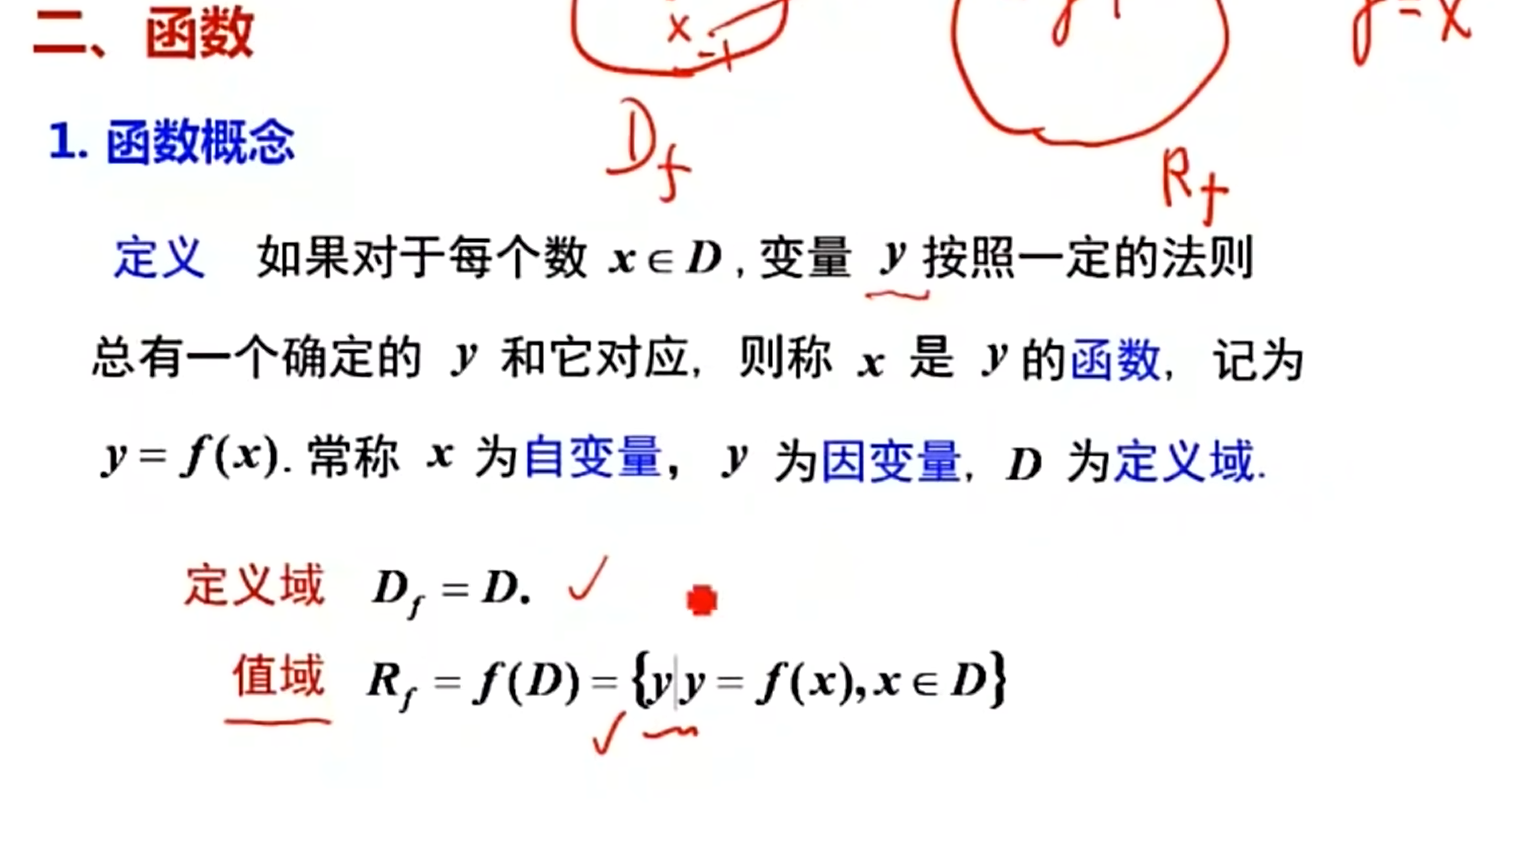 二、函数
x
y = x
1. 函数概念
D_f
R_f
定义 如果对于每个数 x∈D, 变量 y 按照一定的法则
总有一个确定的 y 和它对应, 则称 x 是 y 的函数, 记为
y = f(x). 常称 x 为自变量, y 为因变量, D 为定义域.
定义域 D_f = D. ✓
值域 R_f = f(D) = {y|y = f(x), x∈D}
✓